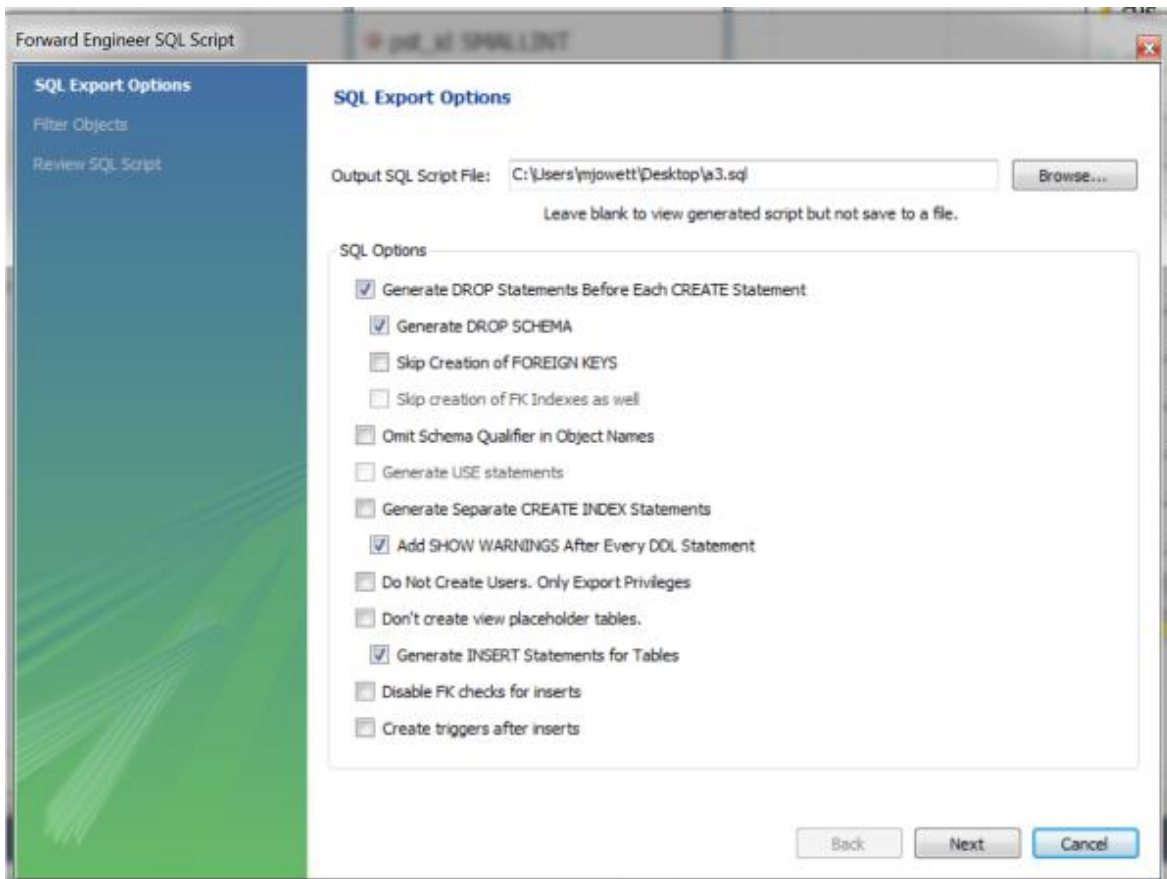 pst_id SMALLINT
Forward Engineer SQL Script
SQL Export Options
Filter Objects
Review SQL Script
SQL Export Options
Output SQL Script File: C:\Users\mjowett\Desktop\a3.sql Browse...
Leave blank to view generated script but not save to a file.
SQL Options
Generate DROP Statements Before Each CREATE Statement
Generate DROP SCHEMA
Skip Creation of FOREIGN KEYS
Skip creation of FK Indexes as well
Omit Schema Qualifier in Object Names
Generate USE statements
Generate Separate CREATE INDEX Statements
Add SHOW WARNINGS After Every DDL Statement
Do Not Create Users. Only Export Privileges
Don't create view placeholder tables.
Generate INSERT Statements for Tables
Disable FK checks for inserts
Create triggers after inserts
Back Next Cancel